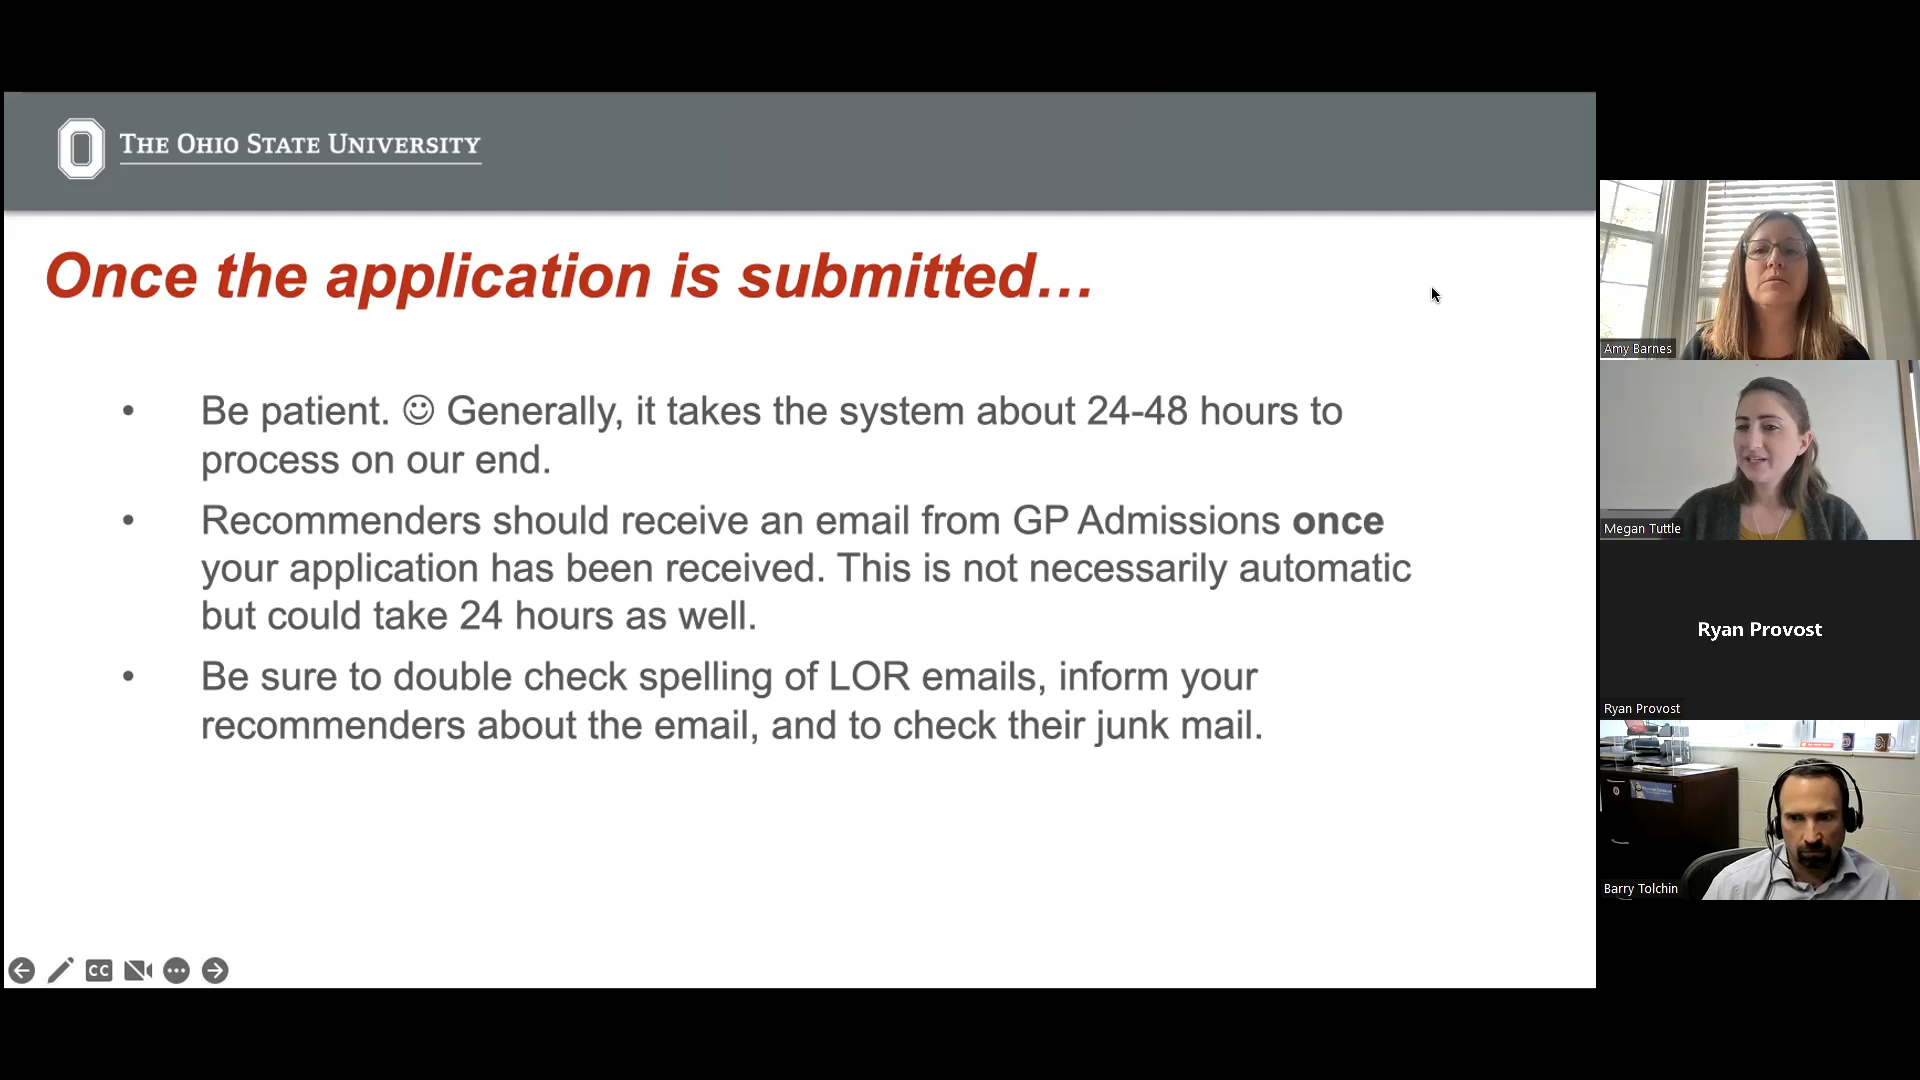 THE OHIO STATE UNIVERSITY
Once the application is submitted…
• Be patient. ☺ Generally, it takes the system about 24-48 hours to
process on our end.
• Recommenders should receive an email from GP Admissions once
your application has been received. This is not necessarily automatic
but could take 24 hours as well.
• Be sure to double check spelling of LOR emails, inform your
recommenders about the email, and to check their junk mail.
CC
Amy Barnes
Megan Tuttle
Ryan Provost
Ryan Provost
Barry Tolchin